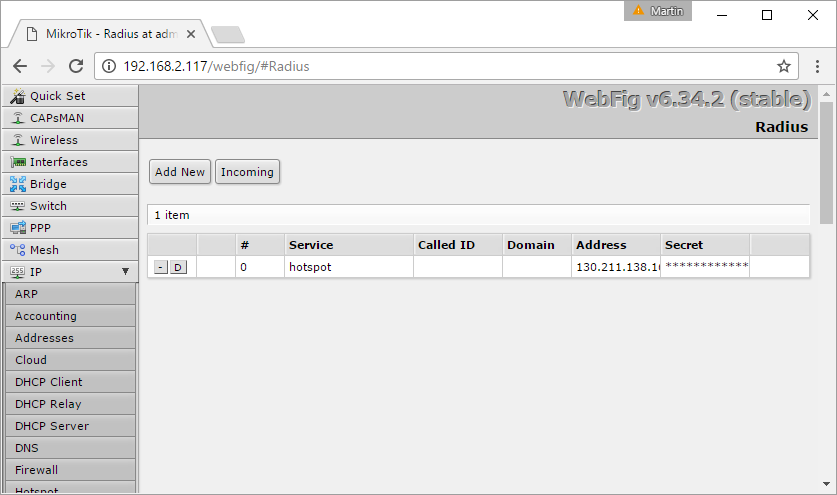 Martin
MikroTik - Radius at adm
192.168.2.117/webfig/#Radius
WebFig v6.34.2 (stable)
Radius
Quick Set
CAPsMAN
Wireless
Interfaces
Bridge
Switch
PPP
Mesh
IP
ARP
Accounting
Addresses
Cloud
DHCP Client
DHCP Relay
DHCP Server
DNS
Firewall
Hotspot
Add New Incoming
1 item
# Service Called ID Domain Address Secret
- D 0 hotspot 130.211.138.1 ************